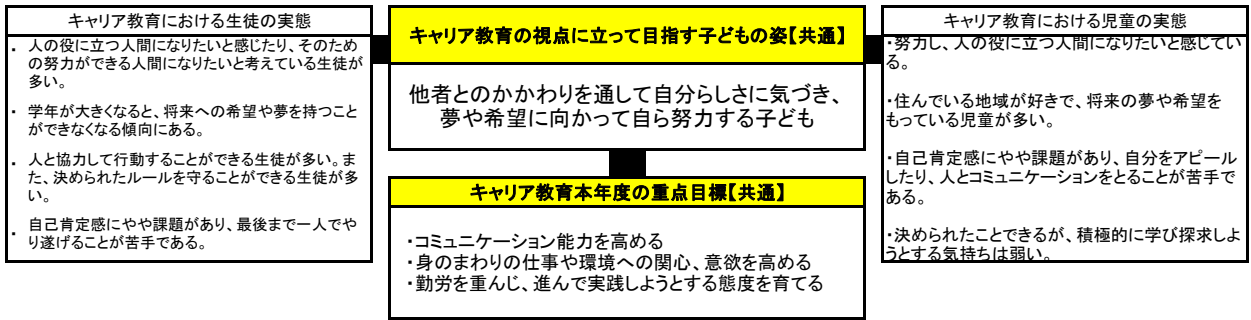 キャリア教育における生徒の実態
・ 人の役に立つ人間になりたいと感じたり、そのため
の努力ができる人間になりたいと考えている生徒が
多い。
・ 学年が大きくなると、将来への希望や夢を持つこと
ができなくなる傾向にある。
・ 人と協力して行動することができる生徒が多い。ま
た、決められたルールを守ることができる生徒が多
い。
・ 自己肯定感にやや課題があり、最後まで一人でや
り遂げることが苦手である。
キャリア教育の視点に立って目指す子どもの姿【共通】
他者とのかかわりを通して自分らしさに気づき、
夢や希望に向かって自ら努力する子ども
キャリア教育本年度の重点目標【共通】
・コミュニケーション能力を高める
・身のまわりの仕事や環境への関心、意欲を高める
・勤労を重んじ、進んで実践しようとする態度を育てる
キャリア教育における児童の実態
・努力し、人の役に立つ人間になりたいと感じてい
る。
・住んでいる地域が好きで、将来の夢や希望を
もっている児童が多い。
・自己肯定感にやや課題があり、自分をアピール
したり、人とコミュニケーションをとることが苦手で
ある。
・決められたことできるが、積極的に学び探求しよ
うとする気持ちは弱い。